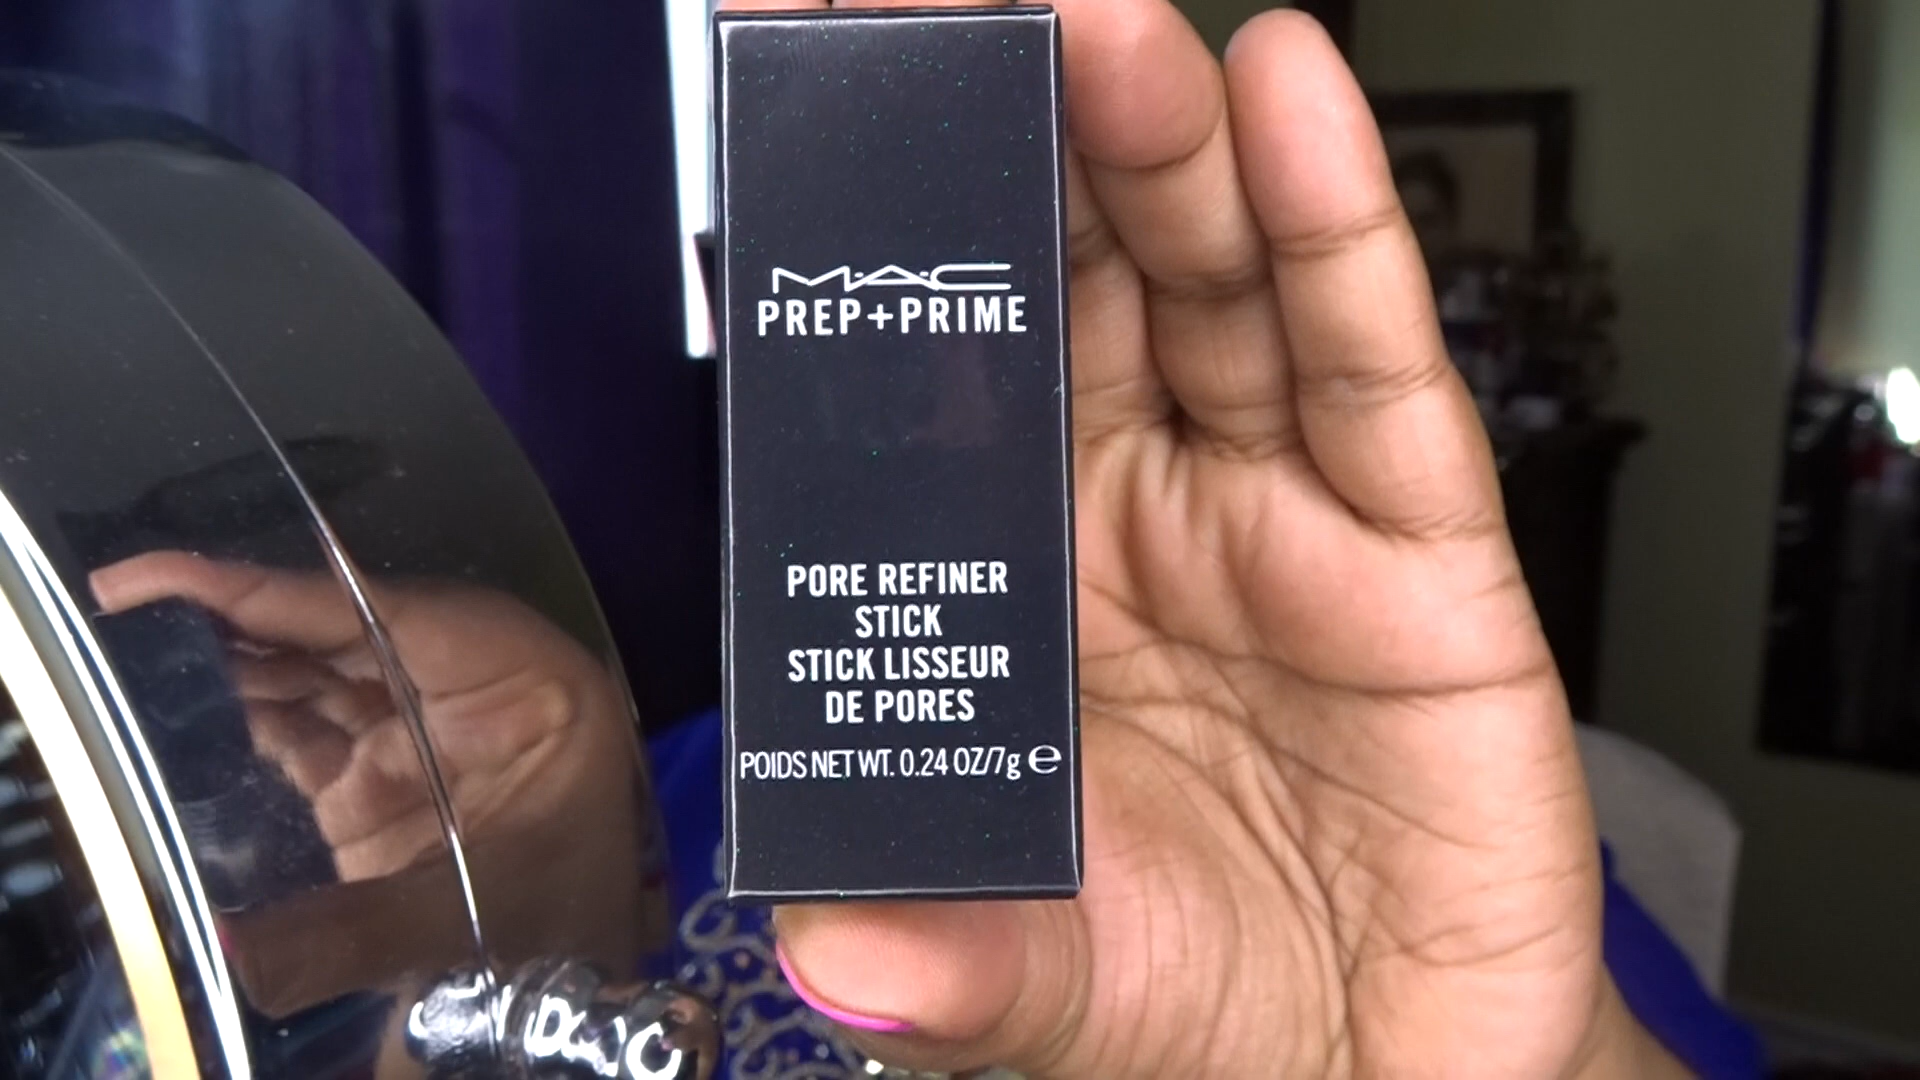 M·A·C
PREP+PRIME
PORE REFINER
STICK
STICK LISSEUR
DE PORES
POIDS NET WT. 0.24 OZ/7g ℮